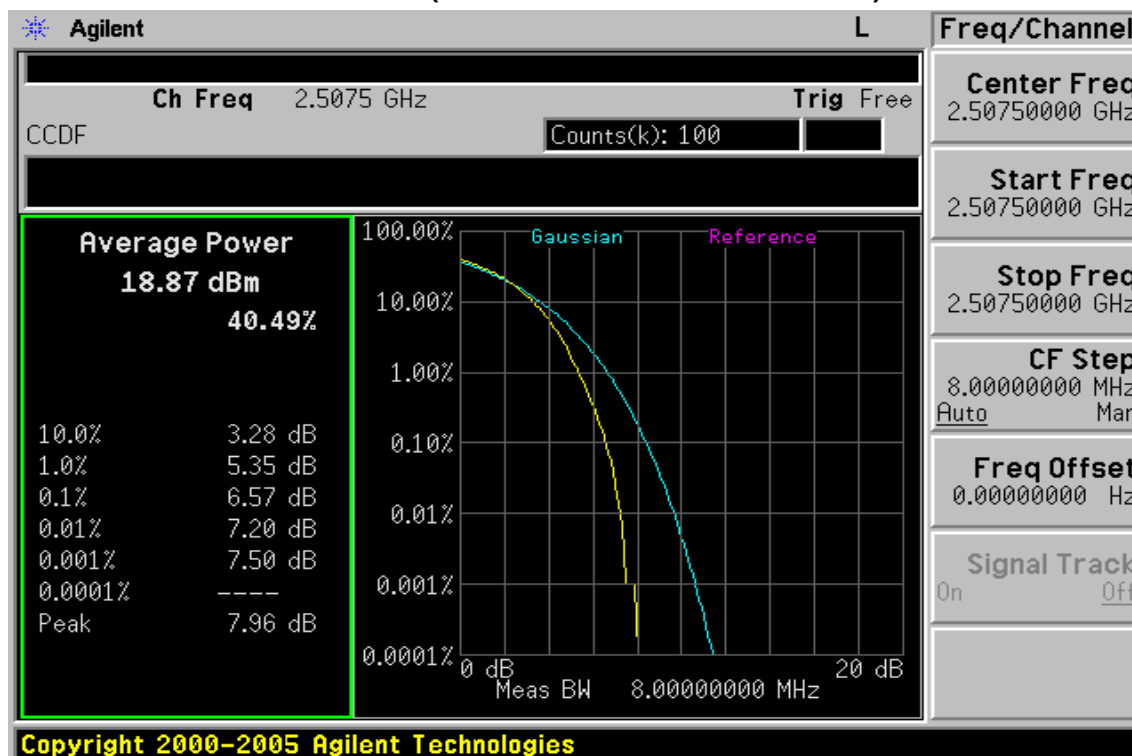 Agilent L Freq/Channel
Ch Freq 2.5075 GHz Trig Free
CCDF Counts(k): 100
Center Freq
2.50750000 GHz
Start Freq
2.50750000 GHz
Stop Freq
2.50750000 GHz
CF Step
8.00000000 MHz
Auto Man
Freq Offset
0.00000000 Hz
Signal Track
On Off
Average Power
18.87 dBm
40.49%
10.0% 3.28 dB
1.0% 5.35 dB
0.1% 6.57 dB
0.01% 7.20 dB
0.001% 7.50 dB
0.0001% ----
Peak 7.96 dB
Gaussian Reference
100.00%
10.00%
1.00%
0.10%
0.01%
0.001%
0.0001%
0 dB 20 dB
Meas BW 8.00000000 MHz
Copyright 2000-2005 Agilent Technologies